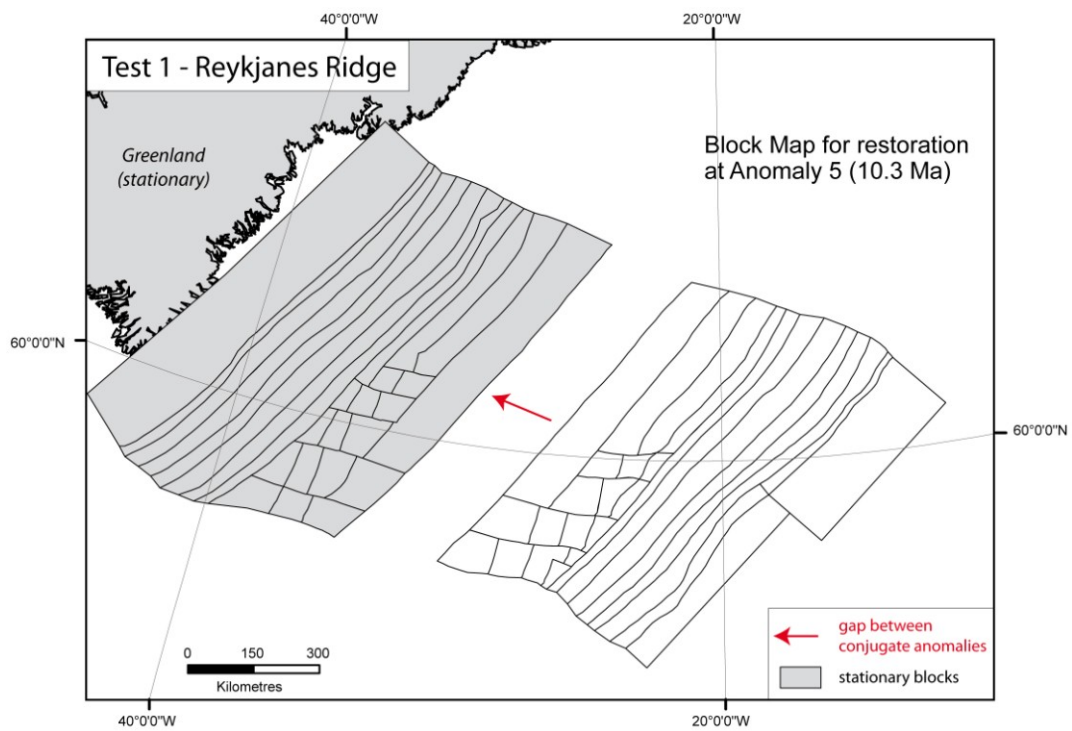 40°0'0"W
20°0'0"W
Test 1 - Reykjanes Ridge
Greenland
(stationary)
Block Map for restoration
at Anomaly 5 (10.3 Ma)
60°0'0"N
60°0'0"N
gap between
conjugate anomalies
stationary blocks
0 150 300
Kilometres
40°0'0"W
20°0'0"W